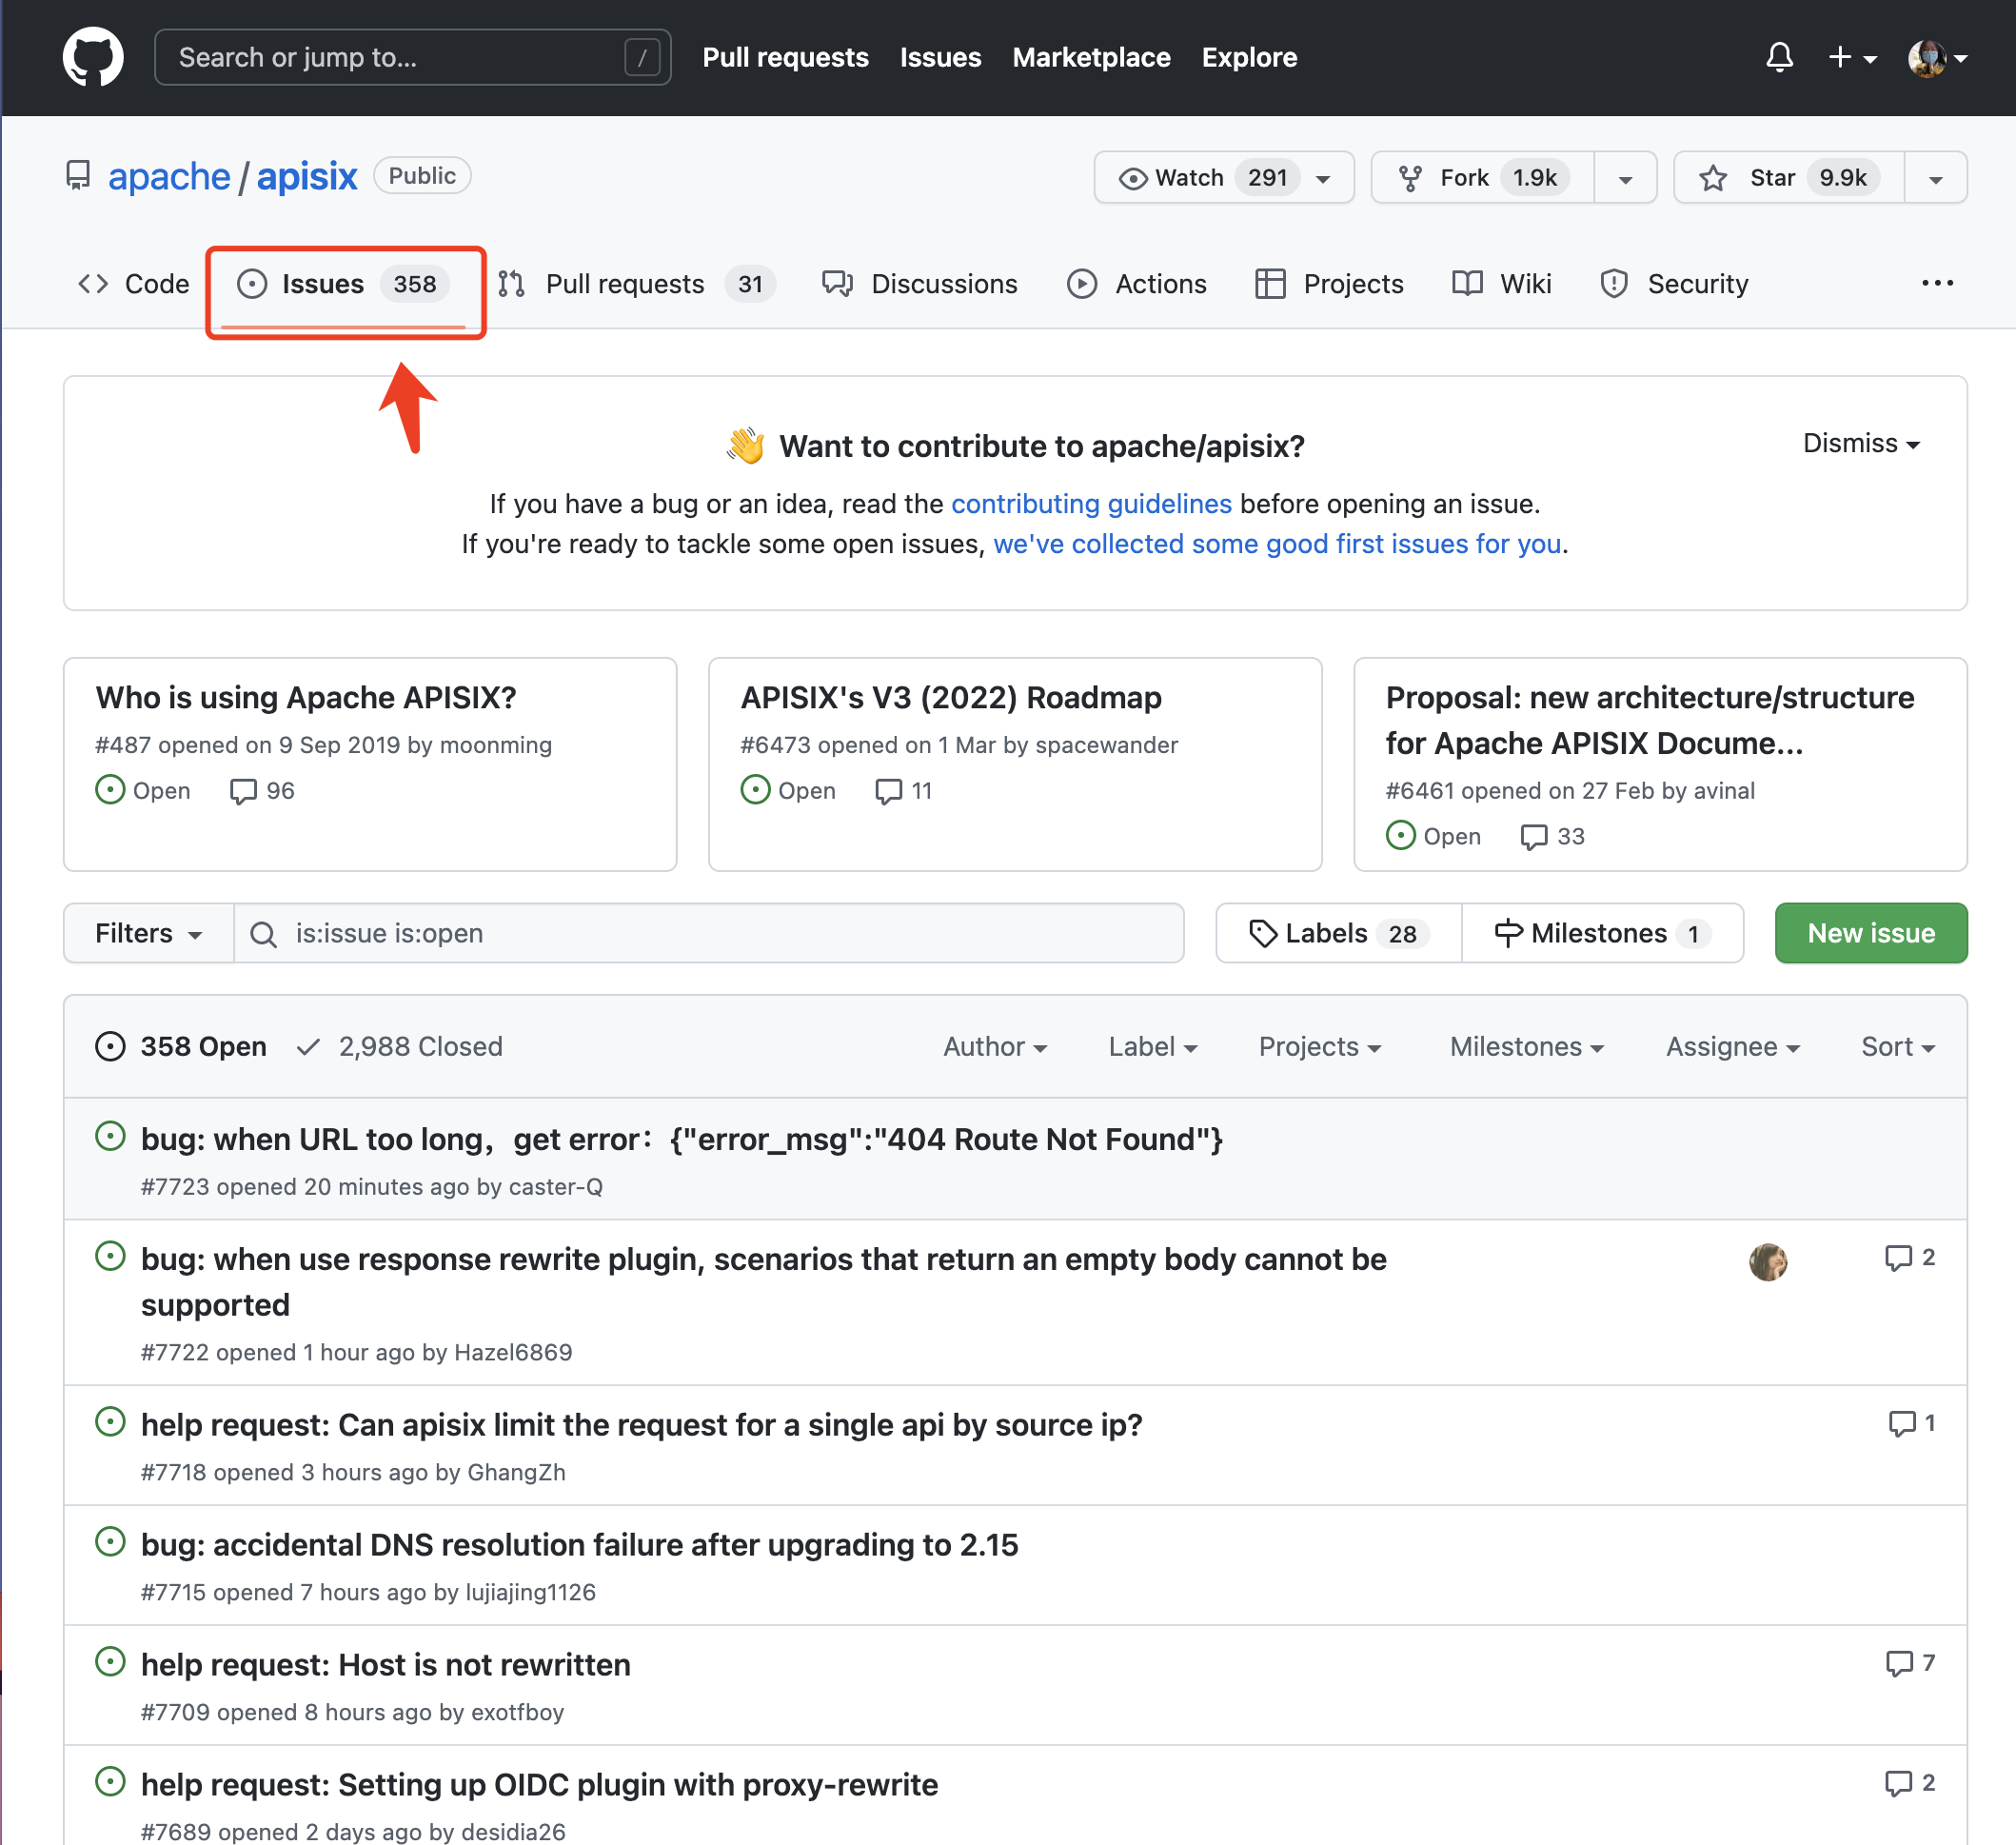 Search or jump to... / Pull requests Issues Marketplace Explore
apache / apisix Public Watch 291 Fork 1.9k Star 9.9k
Code Issues 358 Pull requests 31 Discussions Actions Projects Wiki Security ...
👋 Want to contribute to apache/apisix? Dismiss
If you have a bug or an idea, read the contributing guidelines before opening an issue.
If you're ready to tackle some open issues, we've collected some good first issues for you.
Who is using Apache APISIX?
#487 opened on 9 Sep 2019 by moonming
Open 96
APISIX's V3 (2022) Roadmap
#6473 opened on 1 Mar by spacewander
Open 11
Proposal: new architecture/structure
for Apache APISIX Docume...
#6461 opened on 27 Feb by avinal
Open 33
Filters is:issue is:open Labels 28 Milestones 1 New issue
358 Open 2,988 Closed Author Label Projects Milestones Assignee Sort
bug: when URL too long，get error：{"error_msg":"404 Route Not Found"}
#7723 opened 20 minutes ago by caster-Q
bug: when use response rewrite plugin, scenarios that return an empty body cannot be 2
supported
#7722 opened 1 hour ago by Hazel6869
help request: Can apisix limit the request for a single api by source ip? 1
#7718 opened 3 hours ago by GhangZh
bug: accidental DNS resolution failure after upgrading to 2.15
#7715 opened 7 hours ago by lujiajing1126
help request: Host is not rewritten 7
#7709 opened 8 hours ago by exotfboy
help request: Setting up OIDC plugin with proxy-rewrite 2
#7689 opened 2 days ago by desidia26